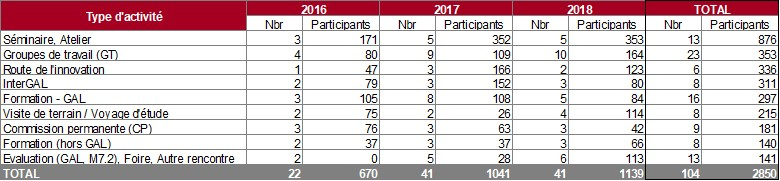 Type d'activité 2016 2017 2018 TOTAL
Nbr Participants Nbr Participants Nbr Participants Nbr Participants
Séminaire, Atelier 3 171 5 352 5 353 13 876
Groupes de travail (GT) 4 80 9 109 10 164 23 353
Route de l'innovation 1 47 3 166 2 123 6 336
InterGAL 2 79 3 152 3 80 8 311
Formation - GAL 3 105 8 108 5 84 16 297
Visite de terrain / Voyage d'étude 2 75 2 26 4 114 8 215
Commission permanente (CP) 3 76 3 63 3 42 9 181
Formation (hors GAL) 2 37 3 37 3 66 8 140
Evaluation (GAL, M7.2), Foire, Autre rencontre 2 0 5 28 6 113 13 141
TOTAL 22 670 41 1041 41 1139 104 2850